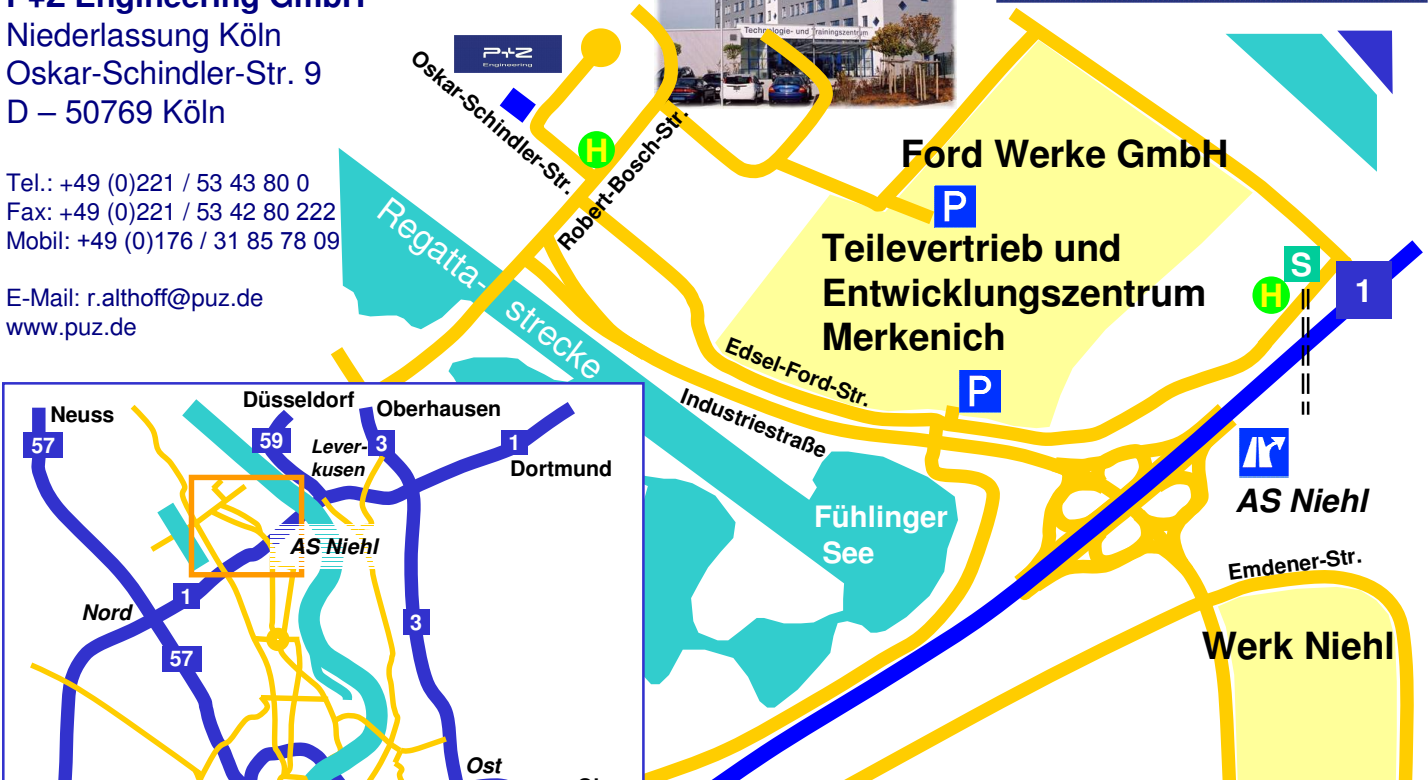 P+Z Engineering GmbH
Niederlassung Köln
Oskar-Schindler-Str. 9
D – 50769 Köln
Tel.: +49 (0)221 / 53 43 80 0
Fax: +49 (0)221 / 53 42 80 222
Mobil: +49 (0)176 / 31 85 78 09
E-Mail: r.althoff@puz.de
www.puz.de
P+Z
Engineering
Technologie- und Trainingszentrum
Oskar-Schindler-Str.
H
Robert-Bosch-Str.
Regatta-
strecke
Ford Werke GmbH
P
Teilevertrieb und
Entwicklungszentrum
Merkenich
P
S
H
1
Edsel-Ford-Str.
Industriestraße
Fühlinger
See
AS Niehl
Emdener-Str.
Werk Niehl
Neuss
57
Düsseldorf
59
Oberhausen
3
Lever-
kusen
1
Dortmund
AS Niehl
Nord
1
57
3
Ost